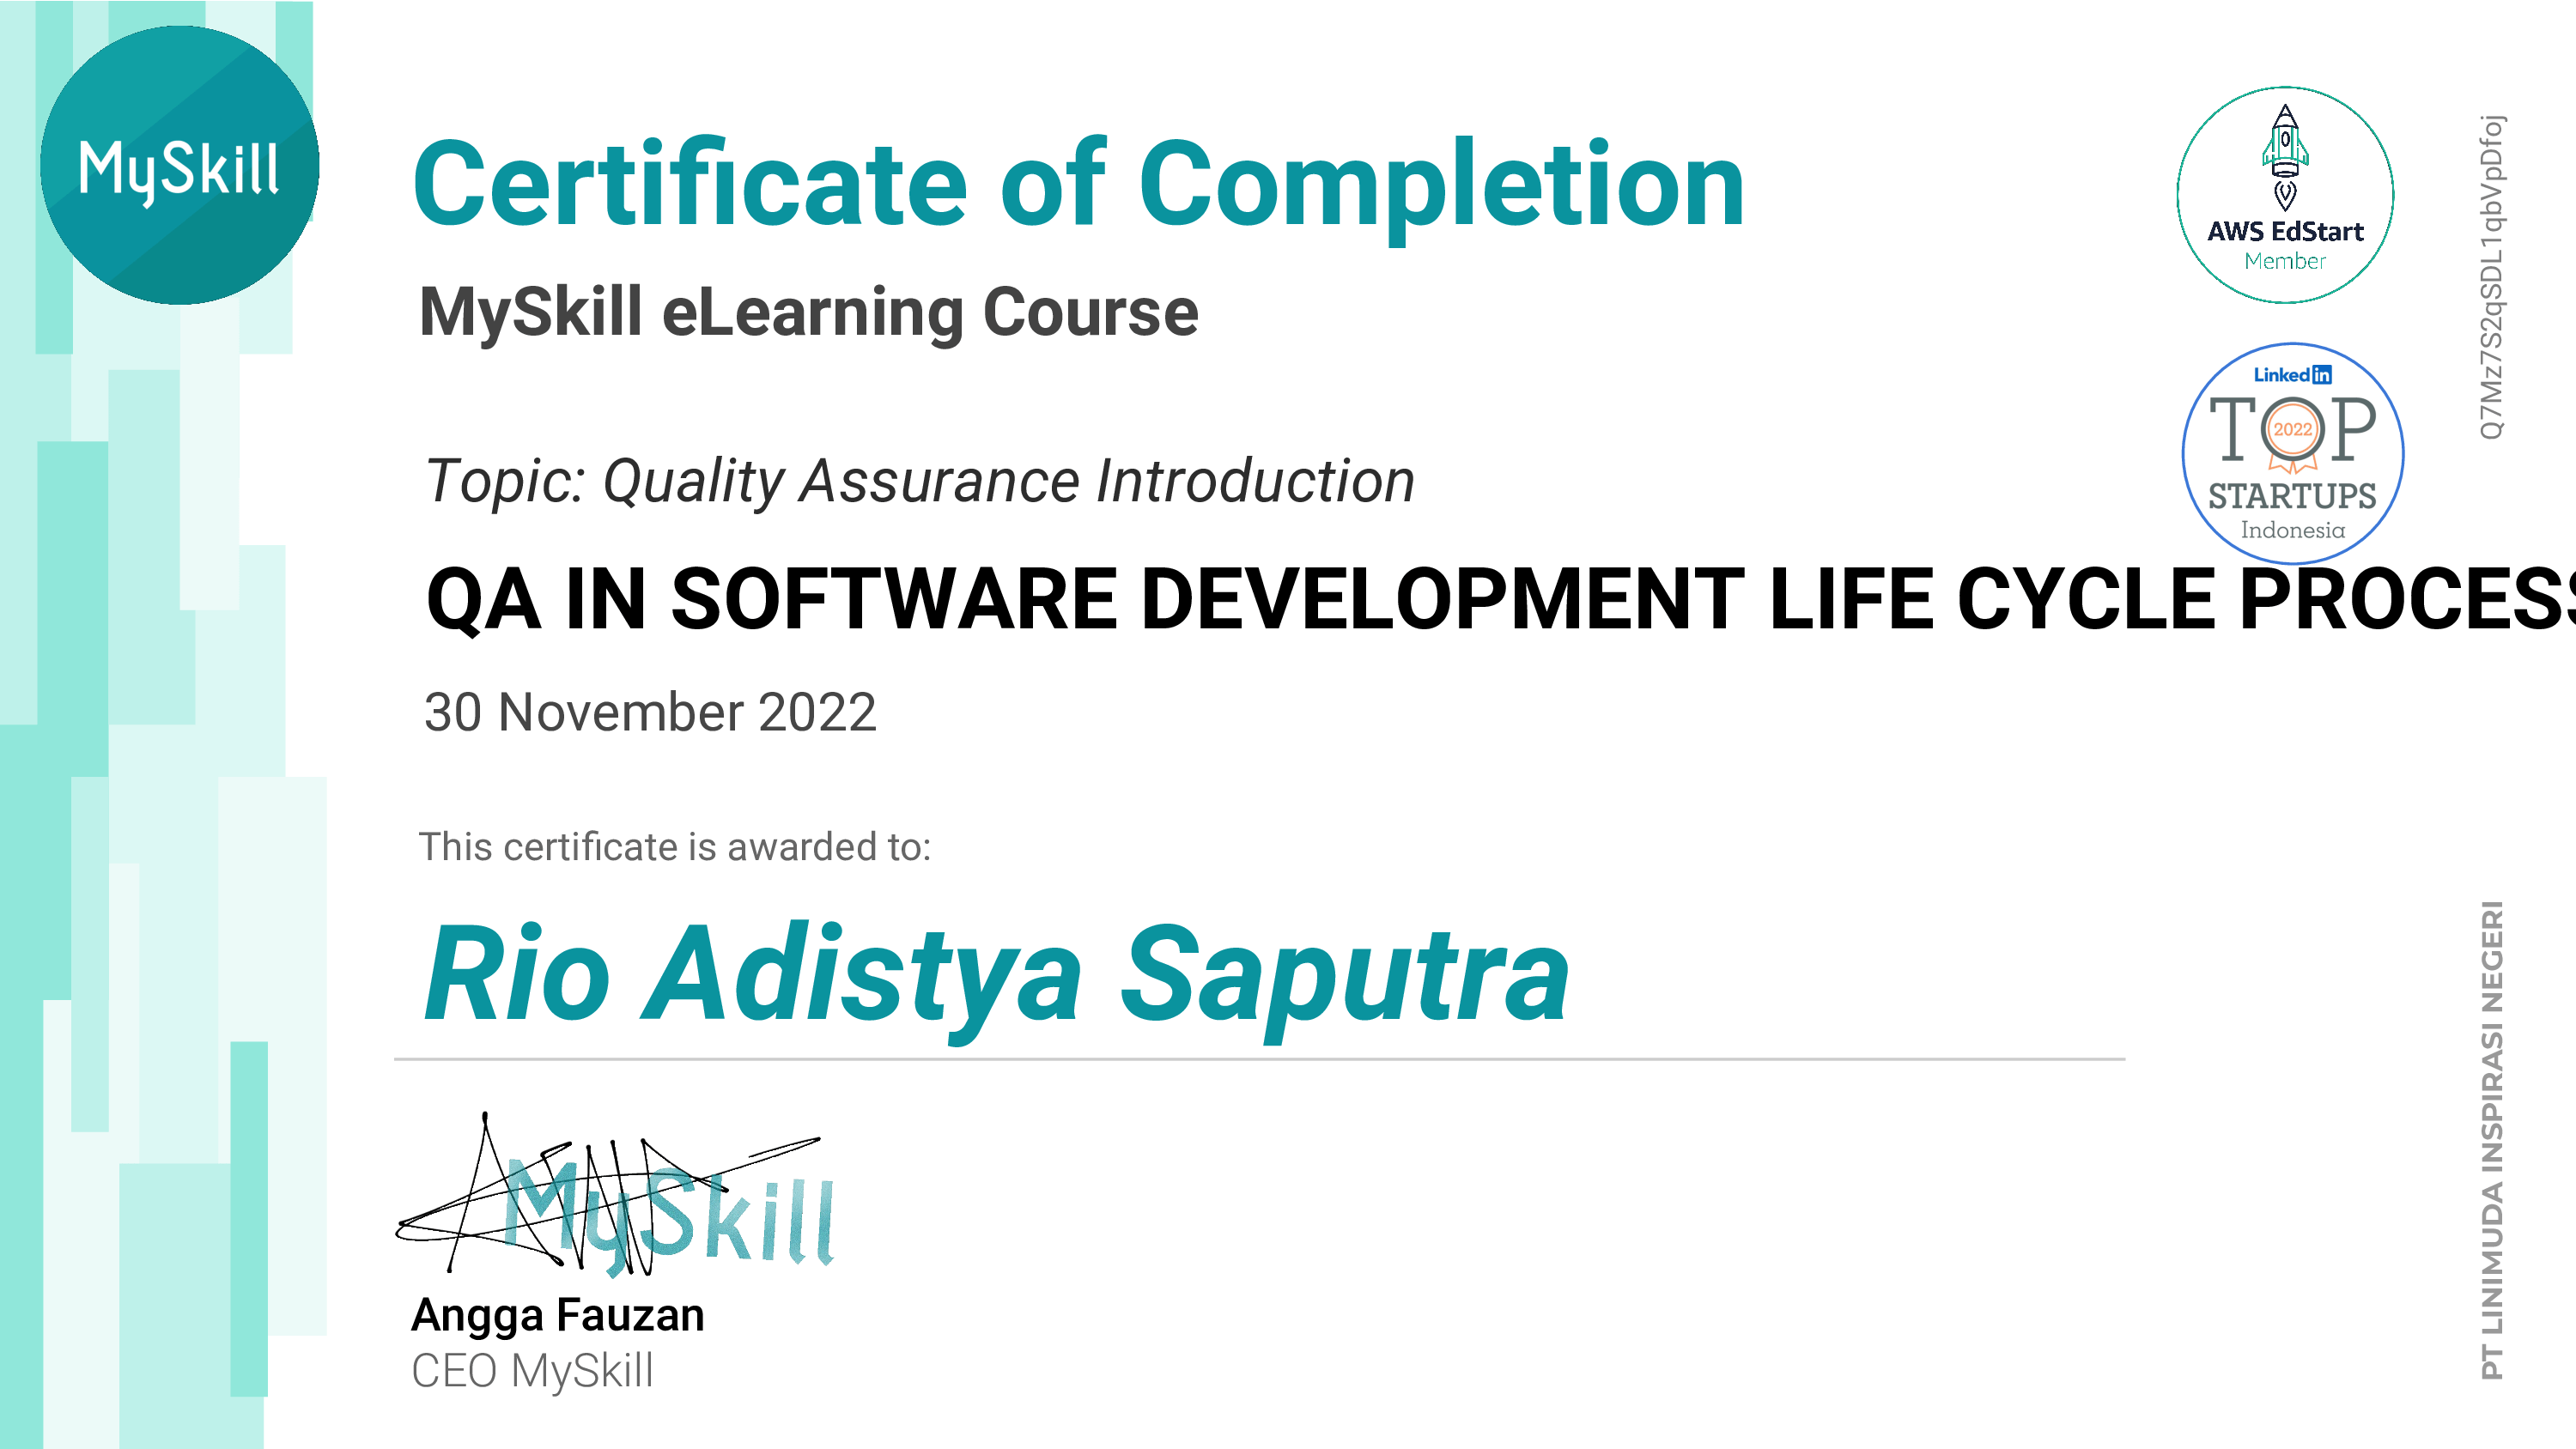 MySkill
Certificate of Completion
MySkill eLearning Course
AWS EdStart
Member
Q7Mz7S2qSDL1qbVpDfoj
Linked in
TOP
2022
STARTUPS
Indonesia
Topic: Quality Assurance Introduction
QA IN SOFTWARE DEVELOPMENT LIFE CYCLE PROCESS
30 November 2022
This certificate is awarded to:
Rio Adistya Saputra
MySkill
Angga Fauzan
CEO MySkill
PT LINIMUDA INSPIRASI NEGERI